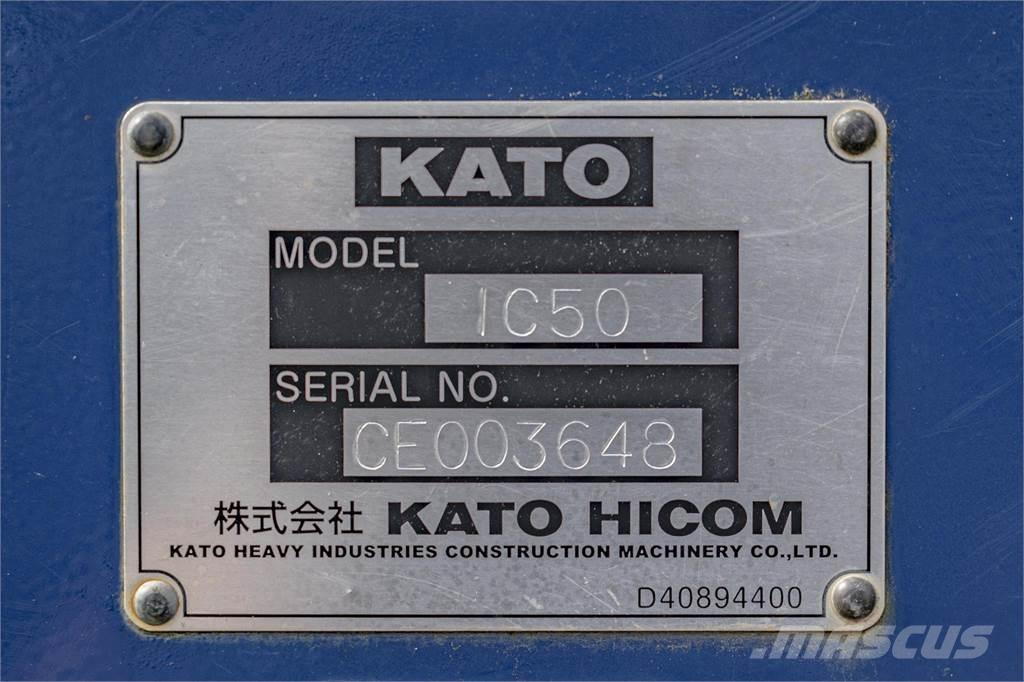 KATO
MODEL
IC50
SERIAL NO.
CE003648
株式会社 KATO HICOM
KATO HEAVY INDUSTRIES CONSTRUCTION MACHINERY CO.,LTD.
D40894400
MASCUS